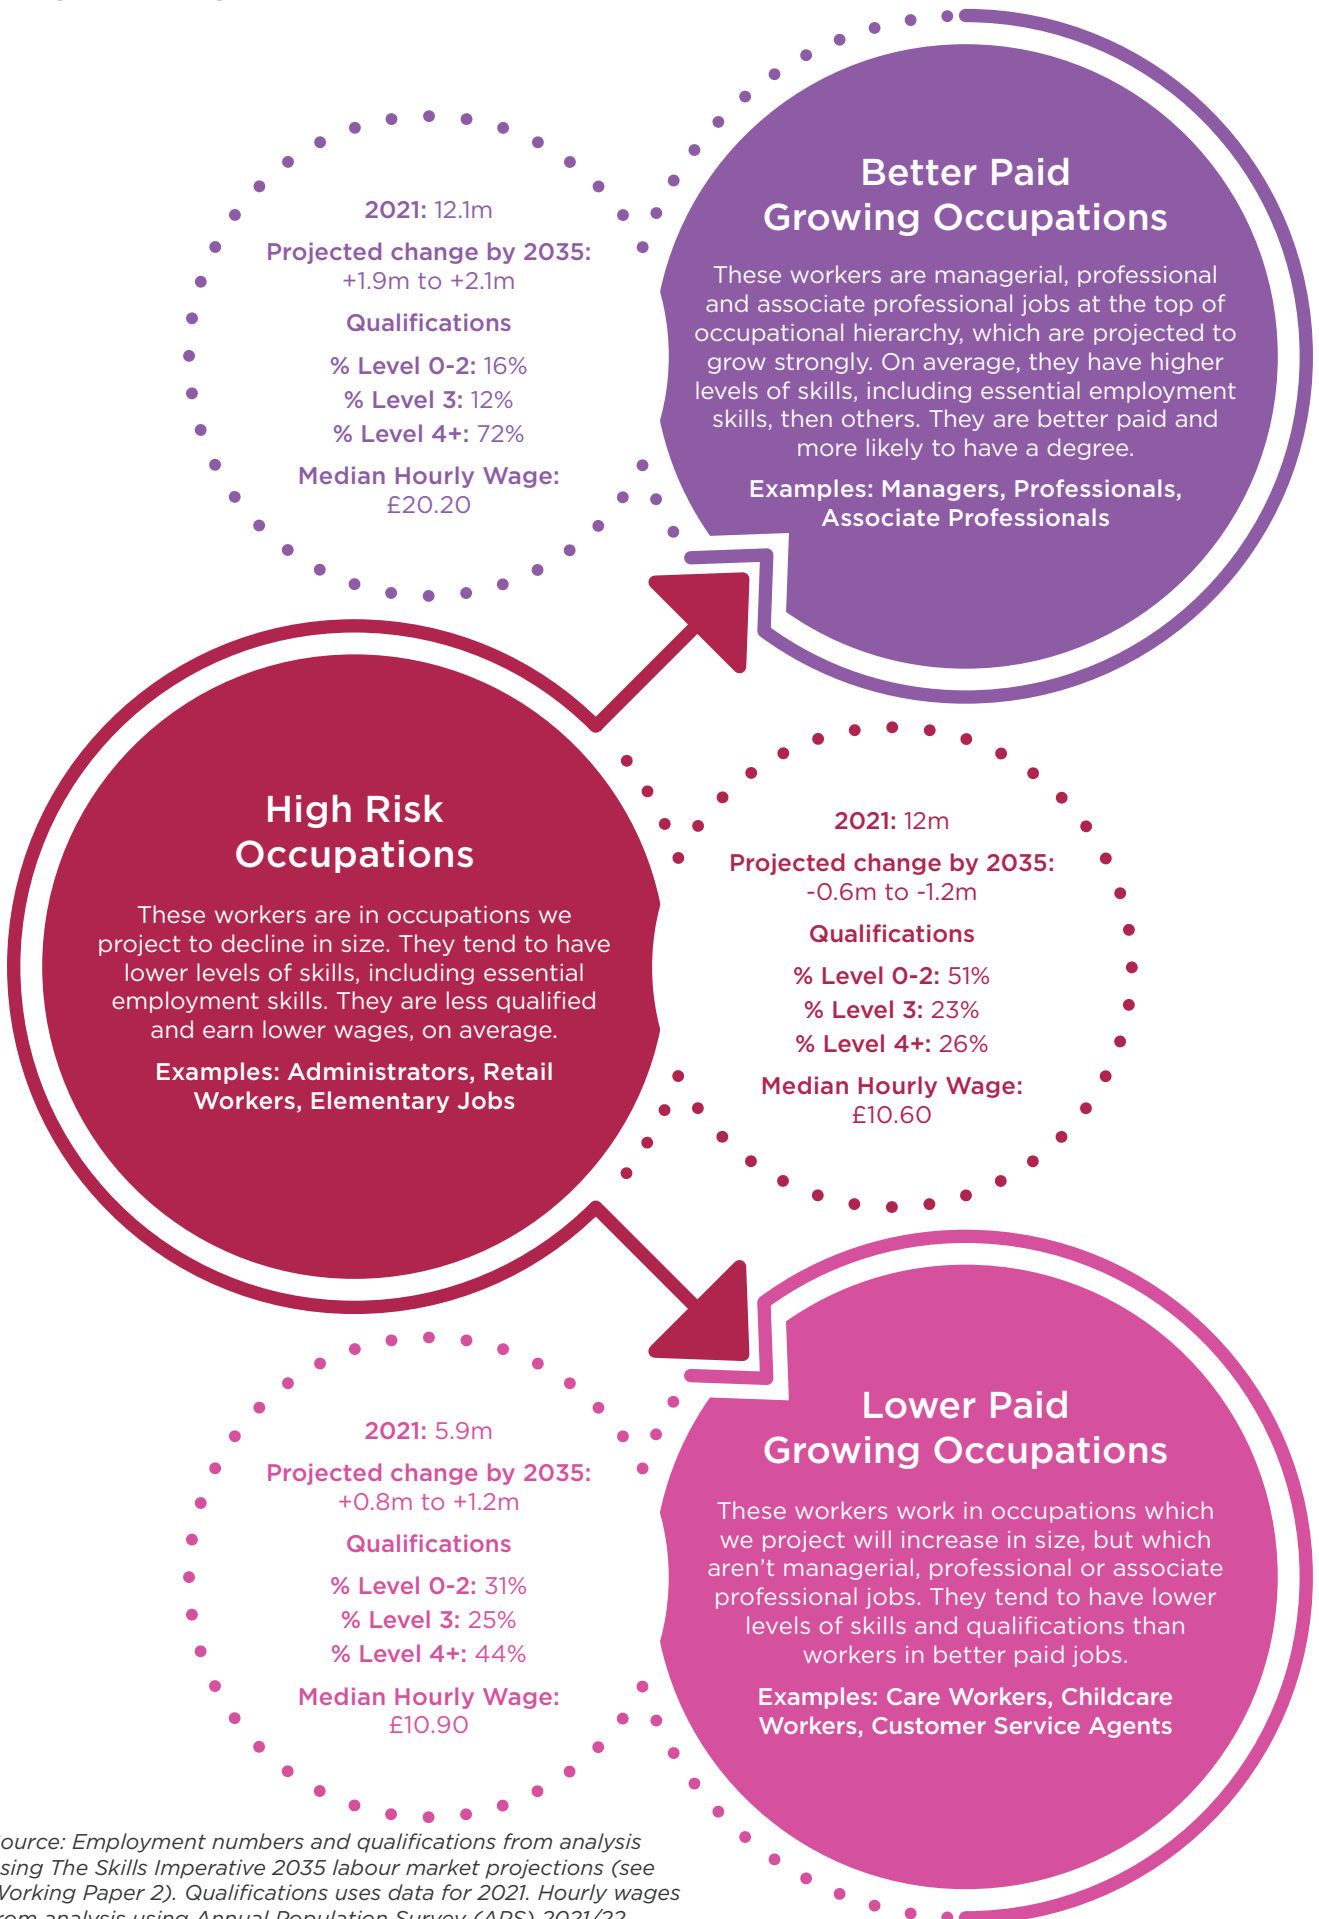 2021: 12.1m
Projected change by 2035:
+1.9m to +2.1m
Qualifications
% Level 0-2: 16%
% Level 3: 12%
% Level 4+: 72%
Median Hourly Wage:
£20.20
Better Paid
Growing Occupations
These workers are managerial, professional
and associate professional jobs at the top of
occupational hierarchy, which are projected to
grow strongly. On average, they have higher
levels of skills, including essential employment
skills, then others. They are better paid and
more likely to have a degree.
Examples: Managers, Professionals,
Associate Professionals
High Risk
Occupations
These workers are in occupations we
project to decline in size. They tend to have
lower levels of skills, including essential
employment skills. They are less qualified
and earn lower wages, on average.
Examples: Administrators, Retail
Workers, Elementary Jobs
2021: 12m
Projected change by 2035:
-0.6m to -1.2m
Qualifications
% Level 0-2: 51%
% Level 3: 23%
% Level 4+: 26%
Median Hourly Wage:
£10.60
2021: 5.9m
Projected change by 2035:
+0.8m to +1.2m
Qualifications
% Level 0-2: 31%
% Level 3: 25%
% Level 4+: 44%
Median Hourly Wage:
£10.90
Lower Paid
Growing Occupations
These workers work in occupations which
we project will increase in size, but which
aren't managerial, professional or associate
professional jobs. They tend to have lower
levels of skills and qualifications than
workers in better paid jobs.
Examples: Care Workers, Childcare
Workers, Customer Service Agents
ource: Employment numbers and qualifications from analysis
sing The Skills Imperative 2035 labour market projections (see
Working Paper 2). Qualifications uses data for 2021. Hourly wages
from analysis using Annual Population Survey (APS) 2021/22